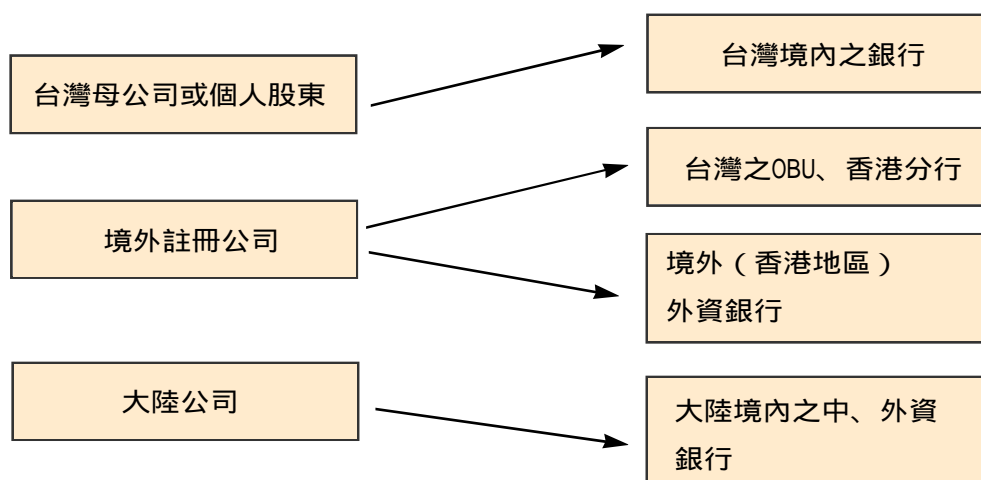 台灣母公司或個人股東
台灣境內之銀行
台灣之OBU、香港分行
境外註冊公司
境外（香港地區）
外資銀行
大陸公司
大陸境內之中、外資
銀行